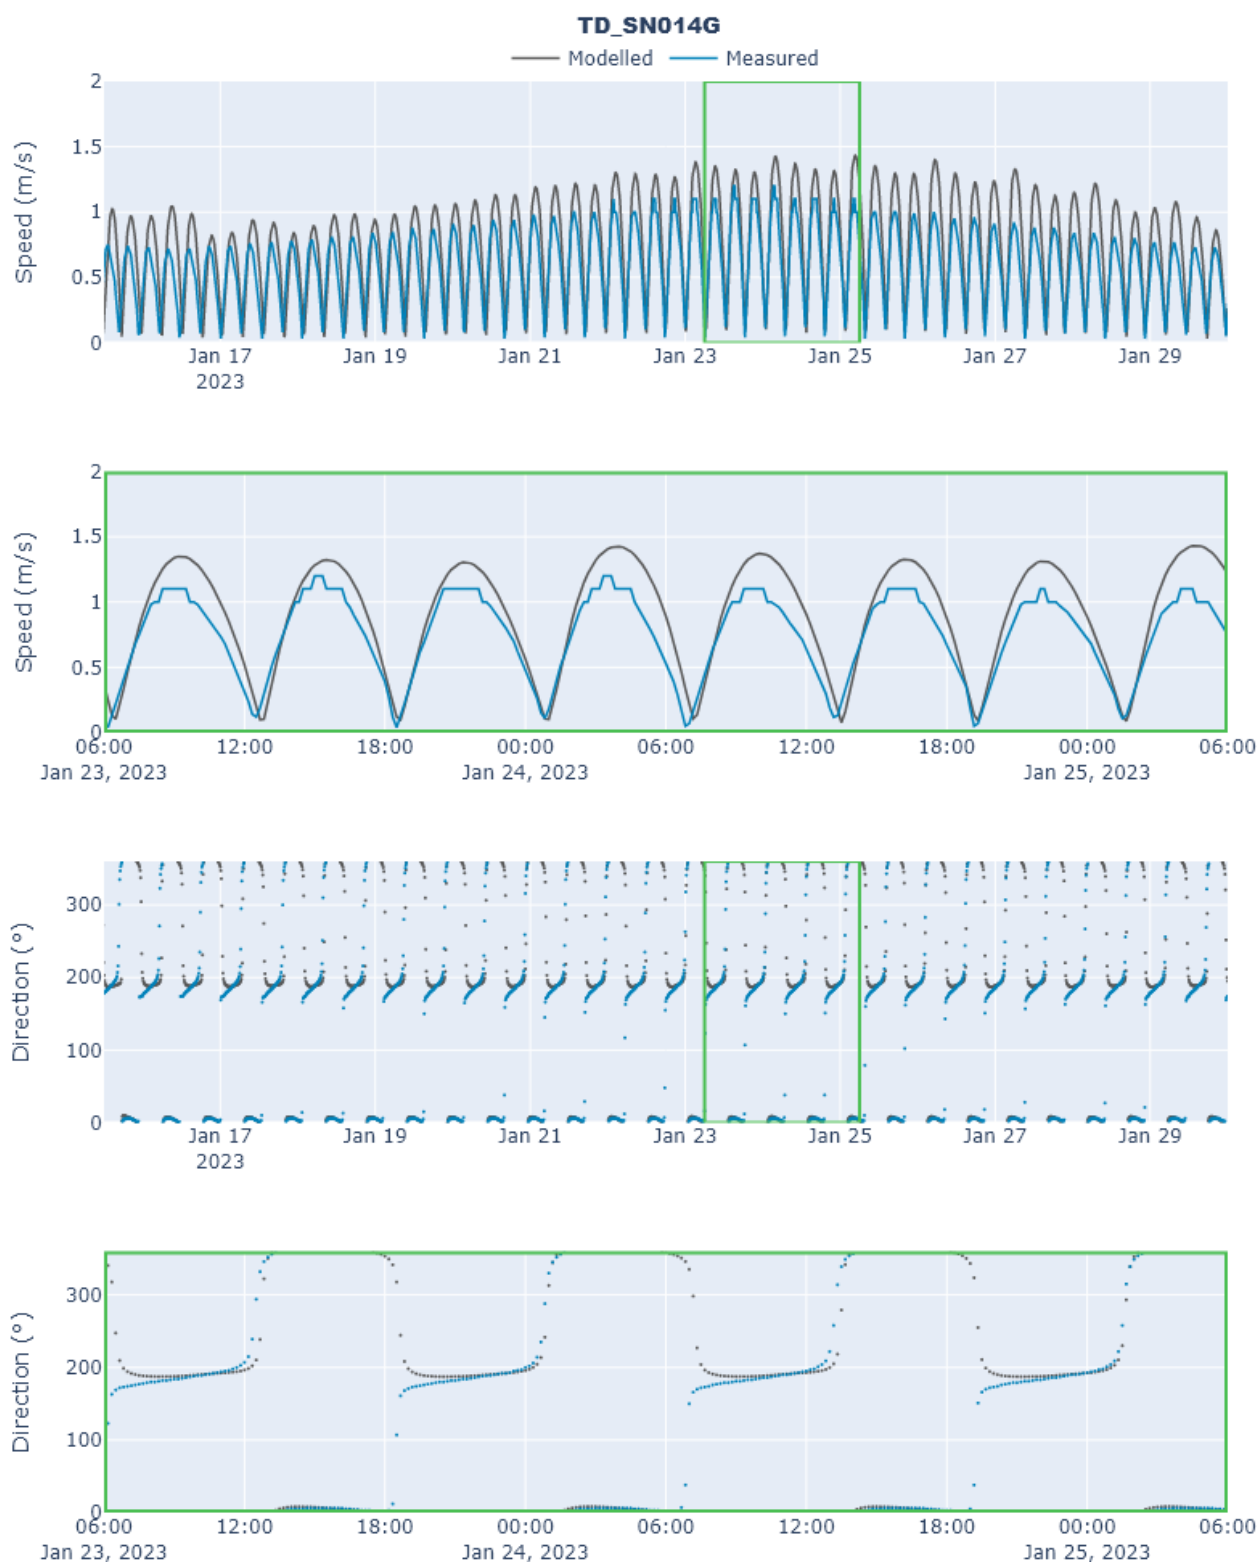 TD_SN014G
Modelled Measured
Speed (m/s)
2
1.5
1
0.5
0
Jan 17 Jan 19 Jan 21 Jan 23 Jan 25 Jan 27 Jan 29
2023
Speed (m/s)
2
1.5
1
0.5
0
06:00 12:00 18:00 00:00 06:00 12:00 18:00 00:00 06:00
Jan 23, 2023 Jan 24, 2023 Jan 25, 2023
Direction (°)
300
200
100
0
Jan 17 Jan 19 Jan 21 Jan 23 Jan 25 Jan 27 Jan 29
2023
Direction (°)
300
200
100
0
06:00 12:00 18:00 00:00 06:00 12:00 18:00 00:00 06:00
Jan 23, 2023 Jan 24, 2023 Jan 25, 2023